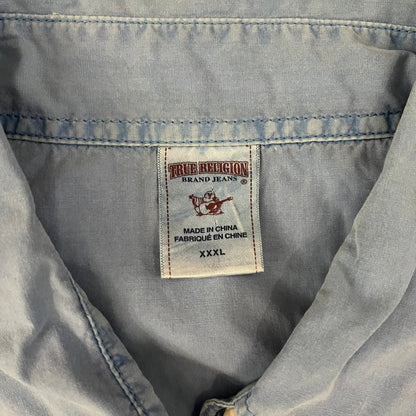 TRUE RELIGION
BRAND JEANS®
MADE IN CHINA
FABRIQUÉ EN CHINE
XXXL